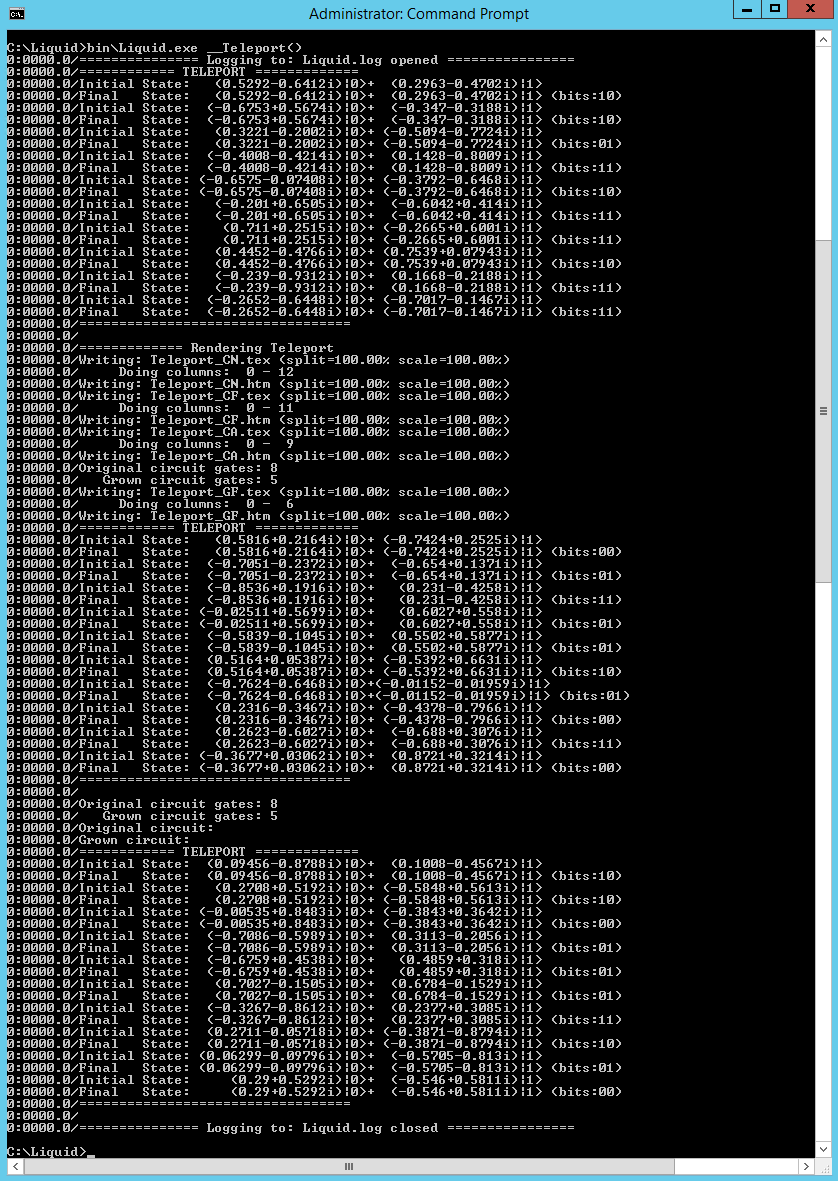 Administrator: Command Prompt
C:\Liquid>bin\Liquid.exe __Teleport()
0:0000.0/=============== Logging to: Liquid.log opened ================
0:0000.0/============ TELEPORT =============
0:0000.0/Initial State:   (0.5292-0.6412i)|0>+  (0.2963-0.4702i)|1>
0:0000.0/Final   State:   (0.5292-0.6412i)|0>+  (0.2963-0.4702i)|1> (bits:10)
0:0000.0/Initial State:  (-0.6753+0.5674i)|0>+  (-0.347-0.3188i)|1>
0:0000.0/Final   State:  (-0.6753+0.5674i)|0>+  (-0.347-0.3188i)|1> (bits:10)
0:0000.0/Initial State:   (0.3221-0.2002i)|0>+ (-0.5094-0.7724i)|1>
0:0000.0/Final   State:   (0.3221-0.2002i)|0>+ (-0.5094-0.7724i)|1> (bits:01)
0:0000.0/Initial State:  (-0.4008-0.4214i)|0>+  (0.1428-0.8009i)|1>
0:0000.0/Final   State:  (-0.4008-0.4214i)|0>+  (0.1428-0.8009i)|1> (bits:11)
0:0000.0/Initial State: (-0.6575-0.07408i)|0>+ (-0.3792-0.6468i)|1>
0:0000.0/Final   State: (-0.6575-0.07408i)|0>+ (-0.3792-0.6468i)|1> (bits:10)
0:0000.0/Initial State:   (-0.201+0.6505i)|0>+  (-0.6042+0.414i)|1>
0:0000.0/Final   State:   (-0.201+0.6505i)|0>+  (-0.6042+0.414i)|1> (bits:11)
0:0000.0/Initial State:    (0.711+0.2515i)|0>+ (-0.2665+0.6001i)|1>
0:0000.0/Final   State:    (0.711+0.2515i)|0>+ (-0.2665+0.6001i)|1> (bits:11)
0:0000.0/Initial State:   (0.4452-0.4766i)|0>+ (0.7539+0.07943i)|1>
0:0000.0/Final   State:   (0.4452-0.4766i)|0>+ (0.7539+0.07943i)|1> (bits:10)
0:0000.0/Initial State:   (-0.239-0.9312i)|0>+  (0.1668-0.2188i)|1>
0:0000.0/Final   State:   (-0.239-0.9312i)|0>+  (0.1668-0.2188i)|1> (bits:11)
0:0000.0/Initial State:  (-0.2652-0.6448i)|0>+ (-0.7017-0.1467i)|1>
0:0000.0/Final   State:  (-0.2652-0.6448i)|0>+ (-0.7017-0.1467i)|1> (bits:11)
0:0000.0/==================================
0:0000.0/
0:0000.0/============= Rendering Teleport
0:0000.0/Writing: Teleport_CN.tex (split=100.00% scale=100.00%)
0:0000.0/     Doing columns:  0 - 12
0:0000.0/Writing: Teleport_CN.htm (split=100.00% scale=100.00%)
0:0000.0/Writing: Teleport_CF.tex (split=100.00% scale=100.00%)
0:0000.0/     Doing columns:  0 - 11
0:0000.0/Writing: Teleport_CF.htm (split=100.00% scale=100.00%)
0:0000.0/Writing: Teleport_CA.tex (split=100.00% scale=100.00%)
0:0000.0/     Doing columns:  0 -  9
0:0000.0/Writing: Teleport_CA.htm (split=100.00% scale=100.00%)
0:0000.0/Original circuit gates: 8
0:0000.0/   Grown circuit gates: 5
0:0000.0/Writing: Teleport_GF.tex (split=100.00% scale=100.00%)
0:0000.0/     Doing columns:  0 -  6
0:0000.0/Writing: Teleport_GF.htm (split=100.00% scale=100.00%)
0:0000.0/============ TELEPORT =============
0:0000.0/Initial State:   (0.5816+0.2164i)|0>+ (-0.7424+0.2525i)|1>
0:0000.0/Final   State:   (0.5816+0.2164i)|0>+ (-0.7424+0.2525i)|1> (bits:00)
0:0000.0/Initial State:  (-0.7051-0.2372i)|0>+  (-0.654+0.1371i)|1>
0:0000.0/Final   State:  (-0.7051-0.2372i)|0>+  (-0.654+0.1371i)|1> (bits:01)
0:0000.0/Initial State:  (-0.8536+0.1916i)|0>+   (0.231-0.4258i)|1>
0:0000.0/Final   State:  (-0.8536+0.1916i)|0>+   (0.231-0.4258i)|1> (bits:11)
0:0000.0/Initial State: (-0.02511+0.5699i)|0>+   (0.6027+0.558i)|1>
0:0000.0/Final   State: (-0.02511+0.5699i)|0>+   (0.6027+0.558i)|1> (bits:01)
0:0000.0/Initial State:  (-0.5839-0.1045i)|0>+  (0.5502+0.5877i)|1>
0:0000.0/Final   State:  (-0.5839-0.1045i)|0>+  (0.5502+0.5877i)|1> (bits:01)
0:0000.0/Initial State:  (0.5164+0.05387i)|0>+ (-0.5392+0.6631i)|1>
0:0000.0/Final   State:  (0.5164+0.05387i)|0>+ (-0.5392+0.6631i)|1> (bits:10)
0:0000.0/Initial State:  (-0.7624-0.6468i)|0>+(-0.01152-0.01959i)|1>
0:0000.0/Final   State:  (-0.7624-0.6468i)|0>+(-0.01152-0.01959i)|1> (bits:01)
0:0000.0/Initial State:   (0.2316-0.3467i)|0>+ (-0.4378-0.7966i)|1>
0:0000.0/Final   State:   (0.2316-0.3467i)|0>+ (-0.4378-0.7966i)|1> (bits:00)
0:0000.0/Initial State:   (0.2623-0.6027i)|0>+  (-0.688+0.3076i)|1>
0:0000.0/Final   State:   (0.2623-0.6027i)|0>+  (-0.688+0.3076i)|1> (bits:11)
0:0000.0/Initial State: (-0.3677+0.03062i)|0>+  (0.8721+0.3214i)|1>
0:0000.0/Final   State: (-0.3677+0.03062i)|0>+  (0.8721+0.3214i)|1> (bits:00)
0:0000.0/==================================
0:0000.0/
0:0000.0/Original circuit gates: 8
0:0000.0/   Grown circuit gates: 5
0:0000.0/Original circuit:
0:0000.0/Grown circuit:
0:0000.0/============ TELEPORT =============
0:0000.0/Initial State:  (0.09456-0.8788i)|0>+  (0.1008-0.4567i)|1>
0:0000.0/Final   State:  (0.09456-0.8788i)|0>+  (0.1008-0.4567i)|1> (bits:10)
0:0000.0/Initial State:   (0.2708+0.5192i)|0>+ (-0.5848+0.5613i)|1>
0:0000.0/Final   State:   (0.2708+0.5192i)|0>+ (-0.5848+0.5613i)|1> (bits:10)
0:0000.0/Initial State: (-0.00535+0.8483i)|0>+ (-0.3843+0.3642i)|1>
0:0000.0/Final   State: (-0.00535+0.8483i)|0>+ (-0.3843+0.3642i)|1> (bits:00)
0:0000.0/Initial State:  (-0.7086-0.5989i)|0>+  (0.3113-0.2056i)|1>
0:0000.0/Final   State:  (-0.7086-0.5989i)|0>+  (0.3113-0.2056i)|1> (bits:01)
0:0000.0/Initial State:  (-0.6759+0.4538i)|0>+   (0.4859+0.318i)|1>
0:0000.0/Final   State:  (-0.6759+0.4538i)|0>+   (0.4859+0.318i)|1> (bits:01)
0:0000.0/Initial State:   (0.7027-0.1505i)|0>+  (0.6784-0.1529i)|1>
0:0000.0/Final   State:   (0.7027-0.1505i)|0>+  (0.6784-0.1529i)|1> (bits:01)
0:0000.0/Initial State:  (-0.3267-0.8612i)|0>+  (0.2377+0.3085i)|1>
0:0000.0/Final   State:  (-0.3267-0.8612i)|0>+  (0.2377+0.3085i)|1> (bits:11)
0:0000.0/Initial State:  (0.2711-0.05718i)|0>+ (-0.3871-0.8794i)|1>
0:0000.0/Final   State:  (0.2711-0.05718i)|0>+ (-0.3871-0.8794i)|1> (bits:10)
0:0000.0/Initial State: (0.06299-0.09796i)|0>+  (-0.5705-0.813i)|1>
0:0000.0/Final   State: (0.06299-0.09796i)|0>+  (-0.5705-0.813i)|1> (bits:01)
0:0000.0/Initial State:     (0.29+0.5292i)|0>+  (-0.546+0.5811i)|1>
0:0000.0/Final   State:     (0.29+0.5292i)|0>+  (-0.546+0.5811i)|1> (bits:00)
0:0000.0/==================================
0:0000.0/
0:0000.0/=============== Logging to: Liquid.log closed ================
C:\Liquid>_